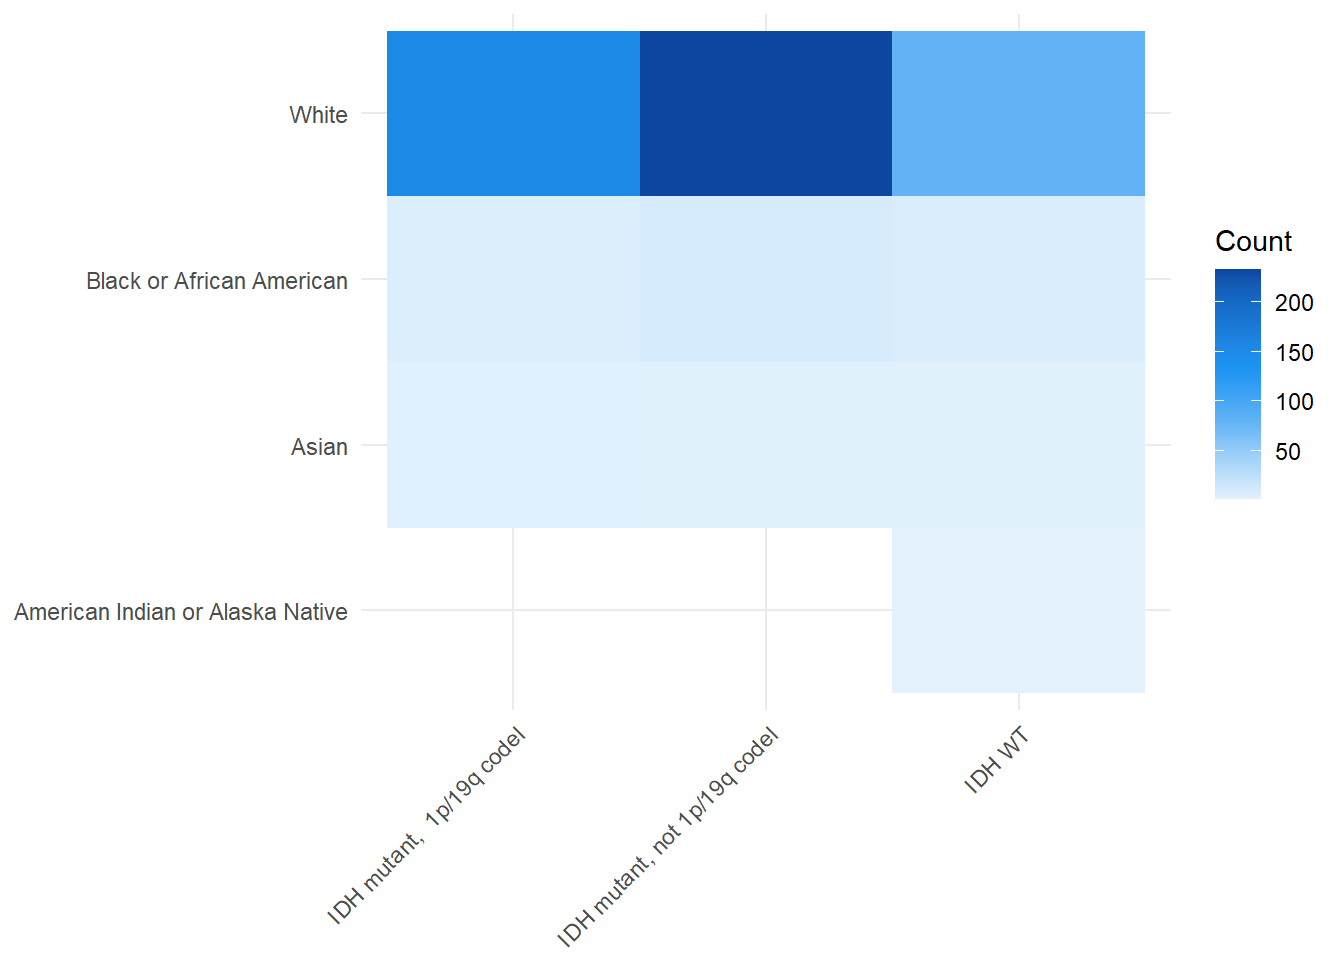 White
Black or African American
Asian
American Indian or Alaska Native
IDH mutant,  1p/19q codel
IDH mutant, not 1p/19q codel
IDH WT
Count
200
150
100
50